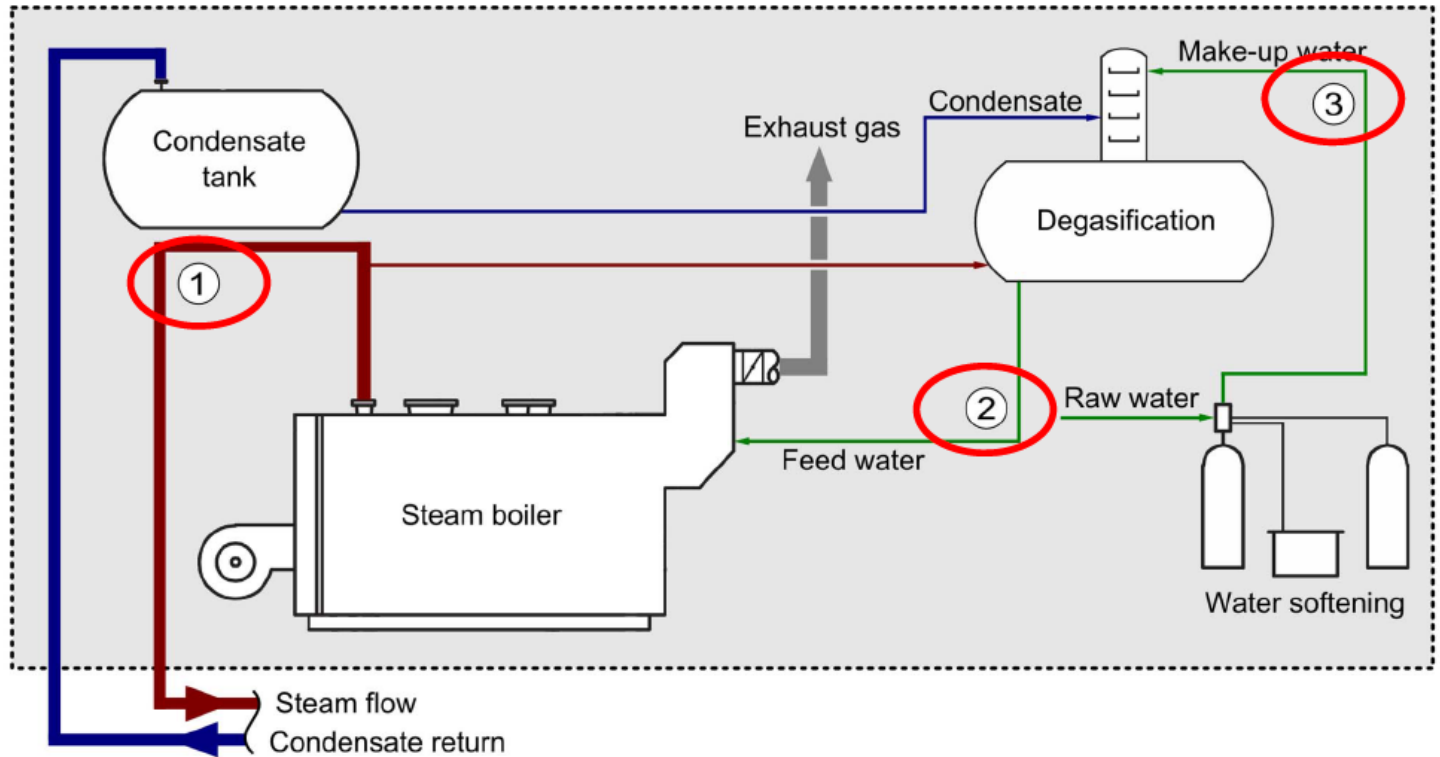 Make-up water
③
Condensate
Exhaust gas
Condensate
tank
Degasification
①
②
Raw water
Feed water
Steam boiler
Water softening
Steam flow
Condensate return